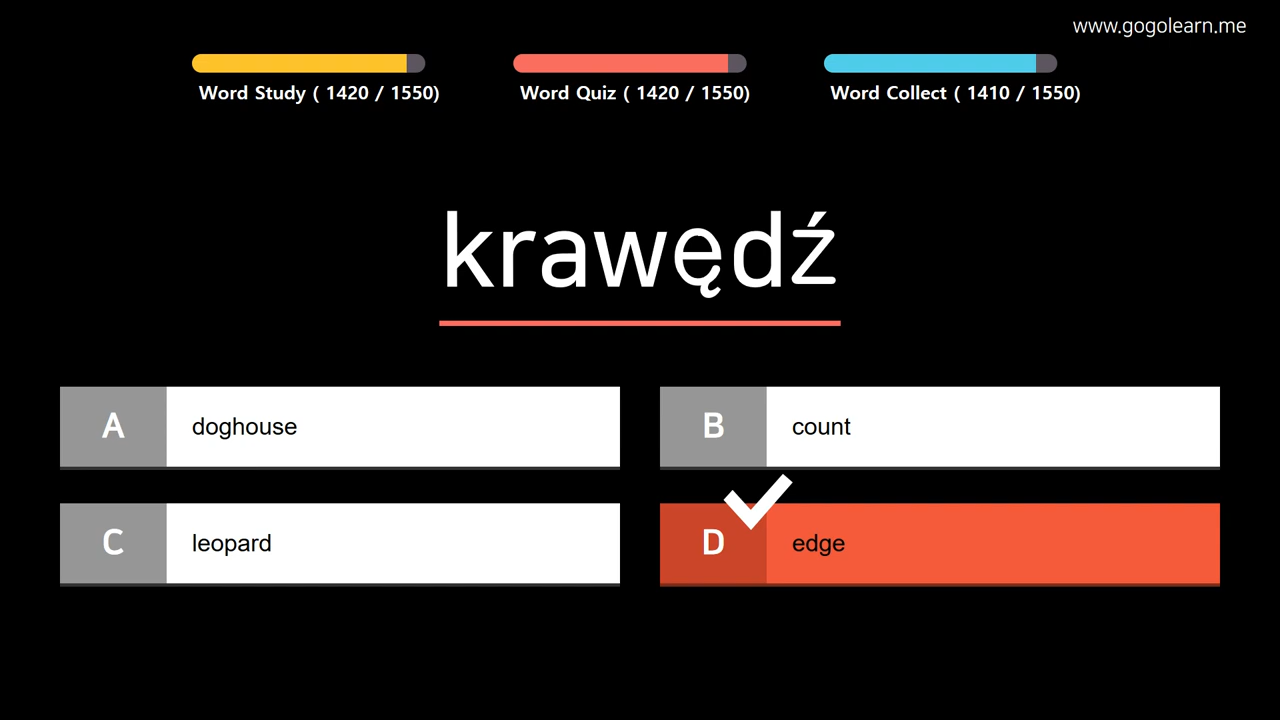 www.gogolearn.me
Word Study ( 1420 / 1550)
Word Quiz ( 1420 / 1550)
Word Collect ( 1410 / 1550)
krawędź
A doghouse
B count
C leopard
D edge